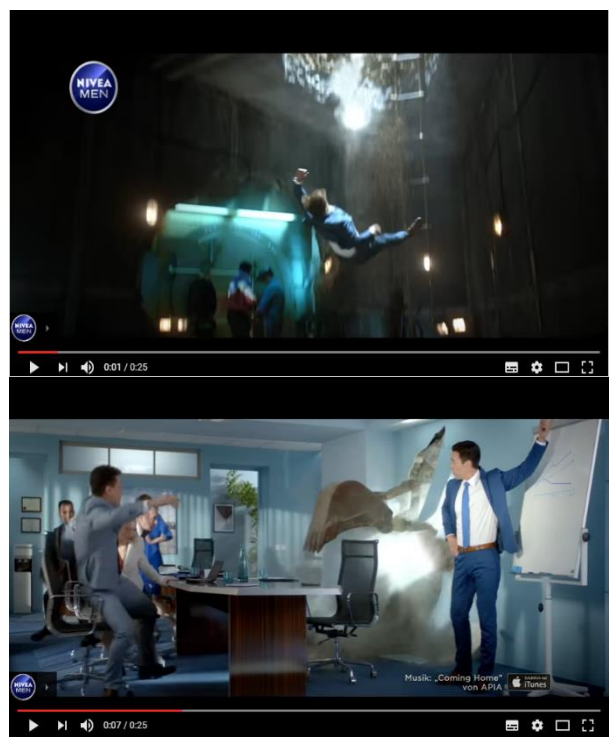 NIVEA
MEN
NIVEA
MEN
0:01 / 0:25
Musik: „Coming Home"
von APIA
iTunes
NIVEA
MEN
0:07 / 0:25